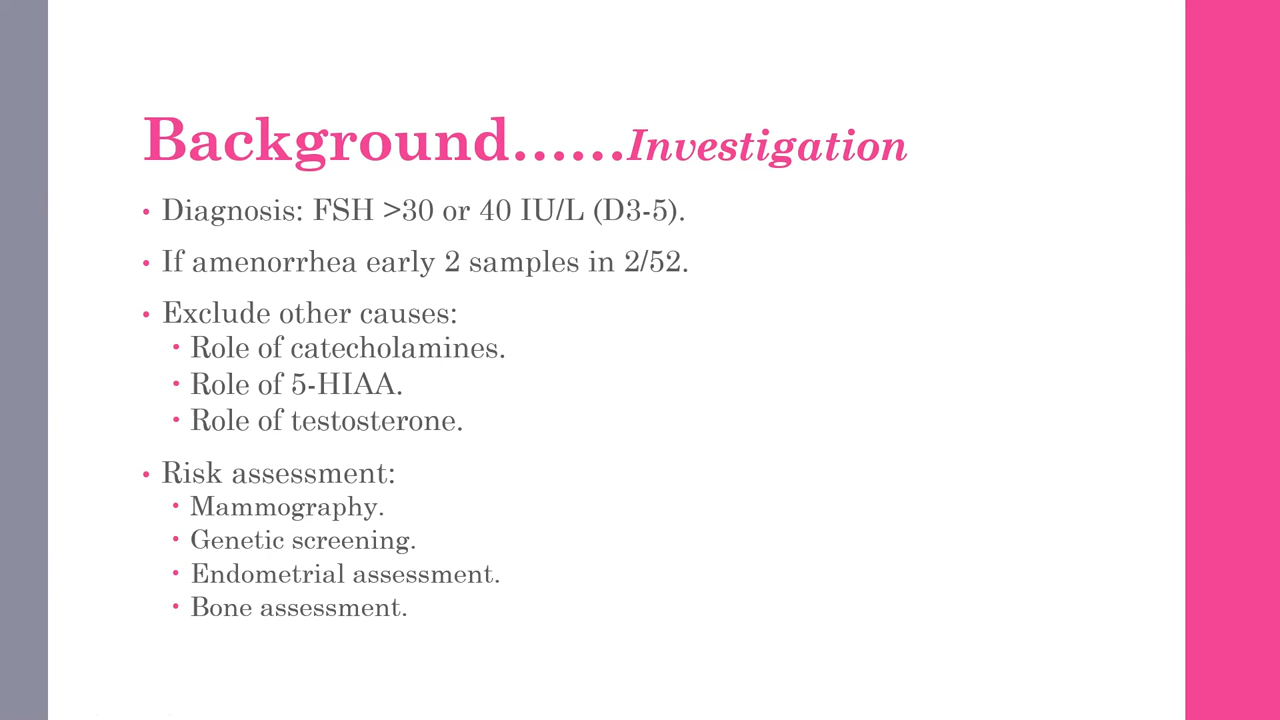 Background......Investigation
• Diagnosis: FSH >30 or 40 IU/L (D3-5).
• If amenorrhea early 2 samples in 2/52.
• Exclude other causes:
• Role of catecholamines.
• Role of 5-HIAA.
• Role of testosterone.
• Risk assessment:
• Mammography.
• Genetic screening.
• Endometrial assessment.
• Bone assessment.